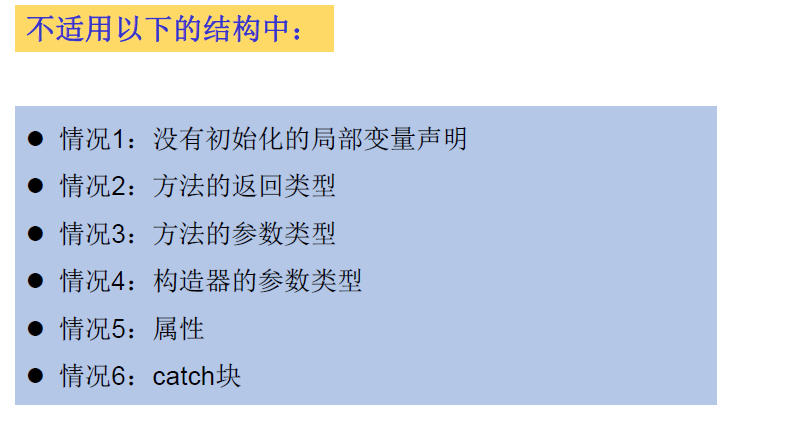 不适用以下的结构中：
● 情况1：没有初始化的局部变量声明
● 情况2：方法的返回类型
● 情况3：方法的参数类型
● 情况4：构造器的参数类型
● 情况5：属性
● 情况6：catch块